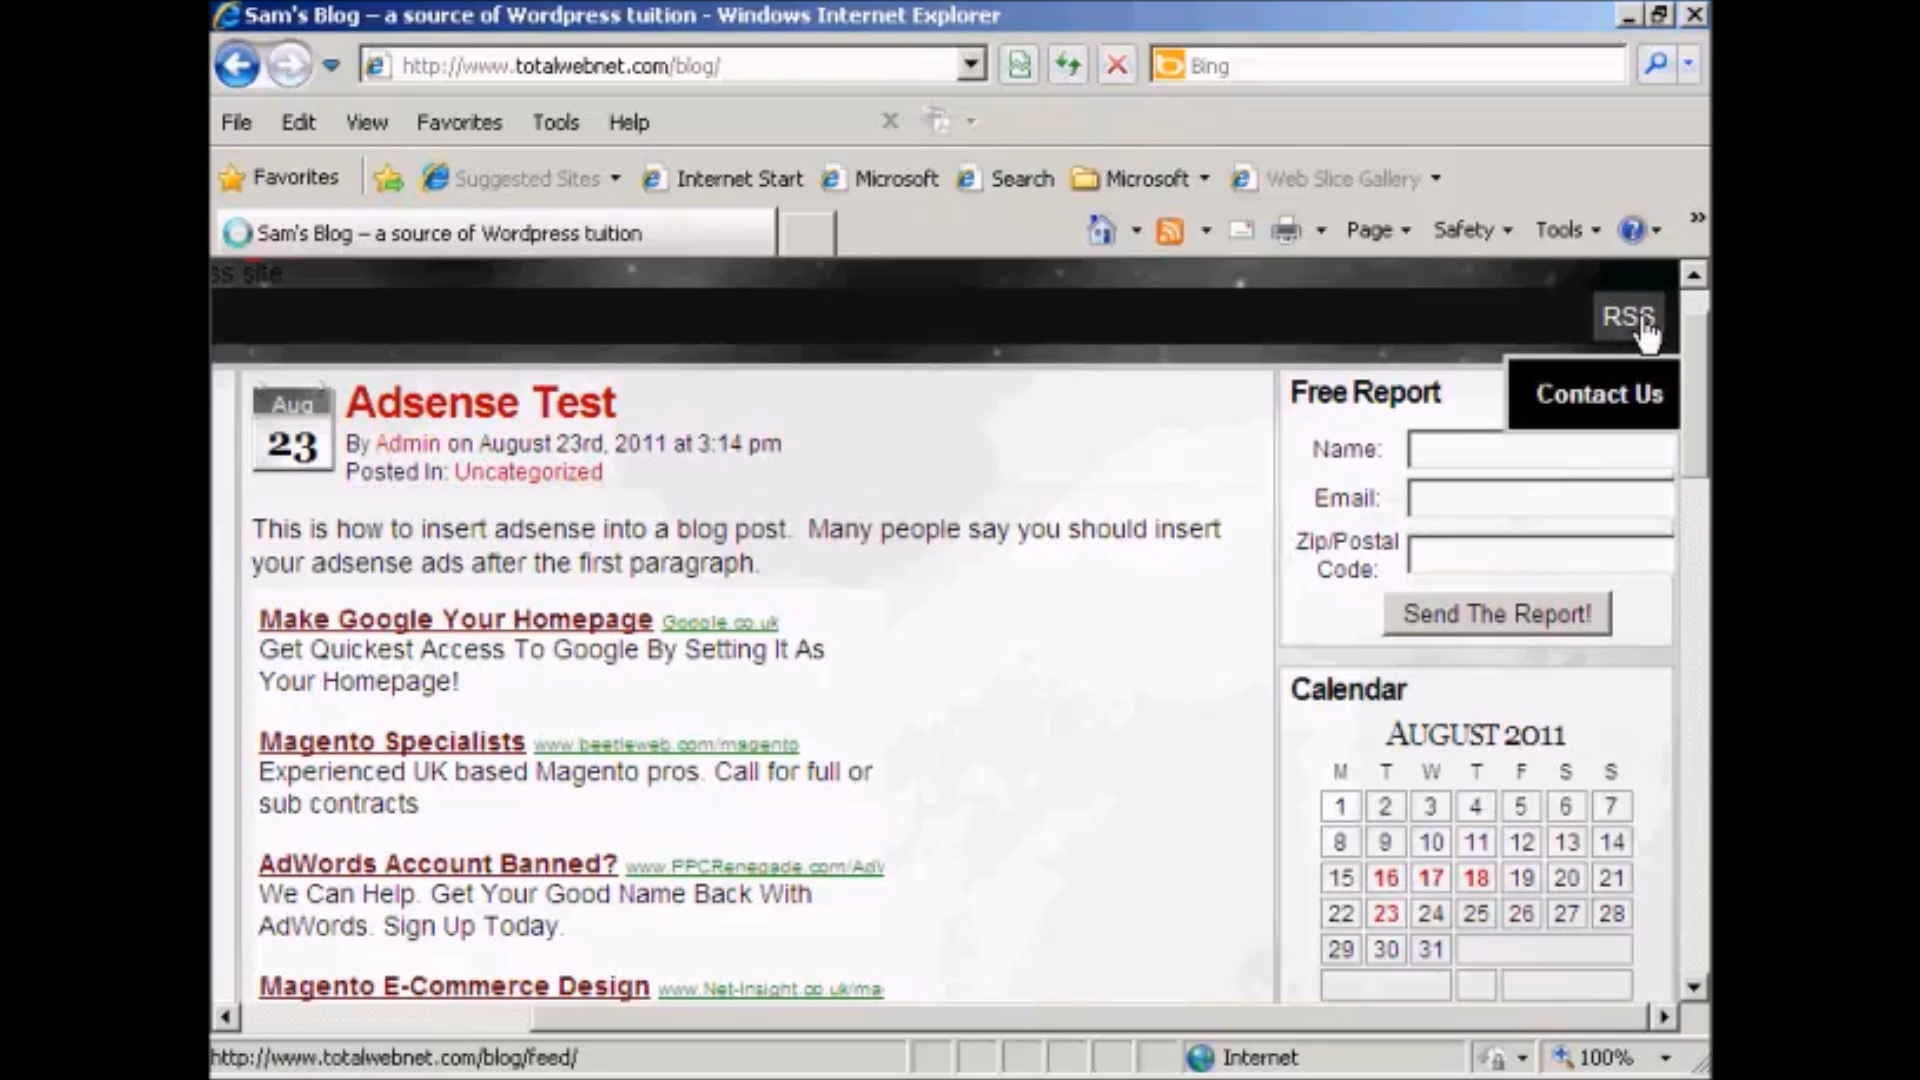 Sam's Blog – a source of Wordpress tuition - Windows Internet Explorer
http://www.totalwebnet.com/blog/
Bing
File Edit View Favorites Tools Help
Favorites Suggested Sites Internet Start Microsoft Search Microsoft Web Slice Gallery
Sam's Blog – a source of Wordpress tuition
Page Safety Tools
ss site
RSS
Contact Us
Aug
23
Adsense Test
By Admin on August 23rd, 2011 at 3:14 pm
Posted In: Uncategorized
This is how to insert adsense into a blog post. Many people say you should insert
your adsense ads after the first paragraph.
Make Google Your Homepage Google.co.uk
Get Quickest Access To Google By Setting It As
Your Homepage!
Magento Specialists www.beetleweb.com/magento
Experienced UK based Magento pros. Call for full or
sub contracts
AdWords Account Banned? www.PPCRenegade.com/AdW
We Can Help. Get Your Good Name Back With
AdWords. Sign Up Today.
Magento E-Commerce Design www.Net-Insight.co.uk/ma
Free Report
Name:
Email:
Zip/Postal
Code:
Send The Report!
Calendar
AUGUST 2011
M T W T F S S
1 2 3 4 5 6 7
8 9 10 11 12 13 14
15 16 17 18 19 20 21
22 23 24 25 26 27 28
29 30 31
http://www.totalwebnet.com/blog/feed/
Internet
100%